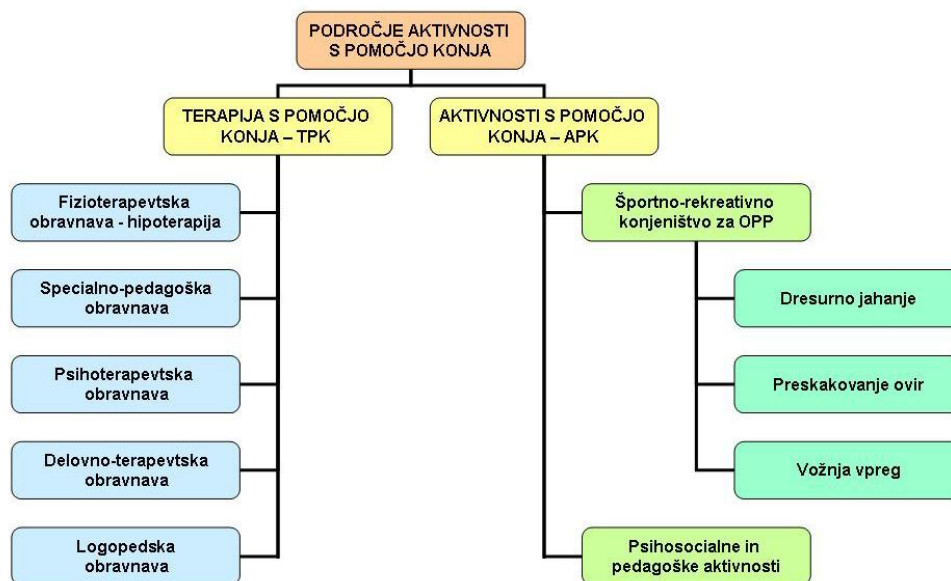 PODROČJE AKTIVNOSTI
S POMOČJO KONJA
TERAPIJA S POMOČJO
KONJA – TPK
AKTIVNOSTI S POMOČJO
KONJA – APK
Fizioterapevtska
obravnava - hipoterapija
Specialno-pedagoška
obravnava
Psihoterapevtska
obravnava
Delovno-terapevtska
obravnava
Logopedska
obravnava
Športno-rekreativno
konjeništvo za OPP
Dresurno jahanje
Preskakovanje ovir
Vožnja vpreg
Psihosocialne in
pedagoške aktivnosti